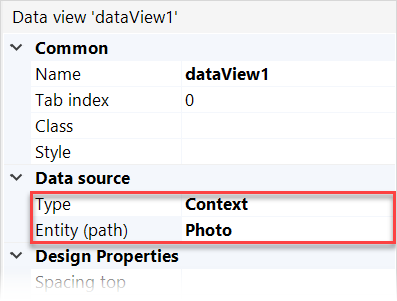 Data view 'dataView1'
Common
Name dataView1
Tab index 0
Class
Style
Data source
Type Context
Entity (path) Photo
Design Properties
Spacing top